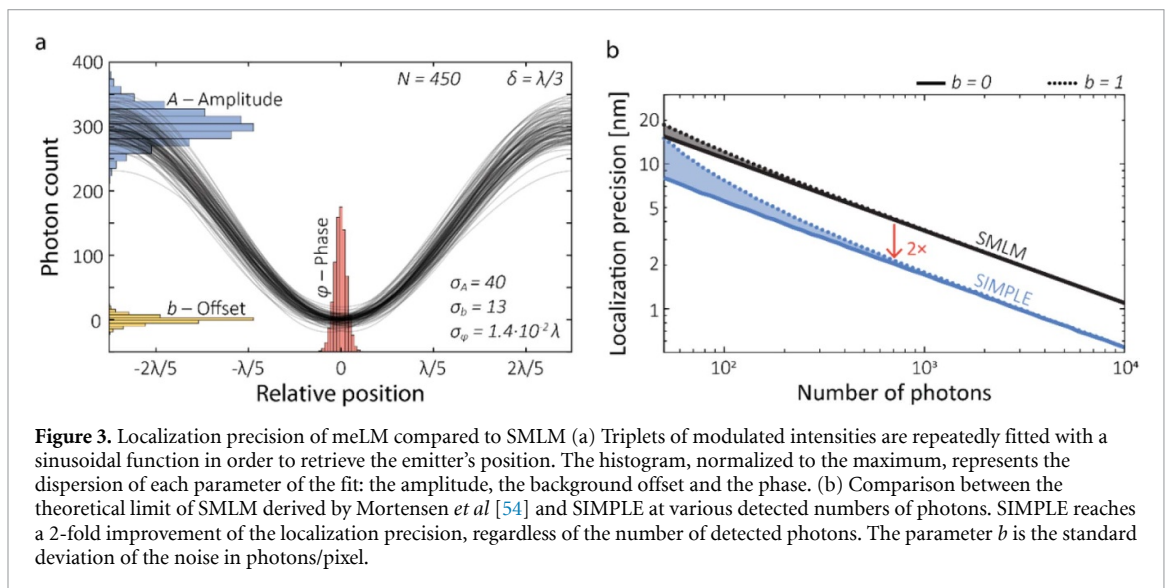 a
400
300
200
100
0
Photon count
A – Amplitude
N = 450
δ = λ/3
φ – Phase
b – Offset
σA = 40
σb = 13
σφ = 1.4·10⁻² λ
-2λ/5
-λ/5
0
λ/5
2λ/5
Relative position
b
b = 0
b = 1
Localization precision [nm]
20
10
5
2
1
SMLM
2×
SIMPLE
10²
10³
10⁴
Number of photons
Figure 3. Localization precision of meLM compared to SMLM (a) Triplets of modulated intensities are repeatedly fitted with a
sinusoidal function in order to retrieve the emitter's position. The histogram, normalized to the maximum, represents the
dispersion of each parameter of the fit: the amplitude, the background offset and the phase. (b) Comparison between the
theoretical limit of SMLM derived by Mortensen et al [54] and SIMPLE at various detected numbers of photons. SIMPLE reaches
a 2-fold improvement of the localization precision, regardless of the number of detected photons. The parameter b is the standard
deviation of the noise in photons/pixel.